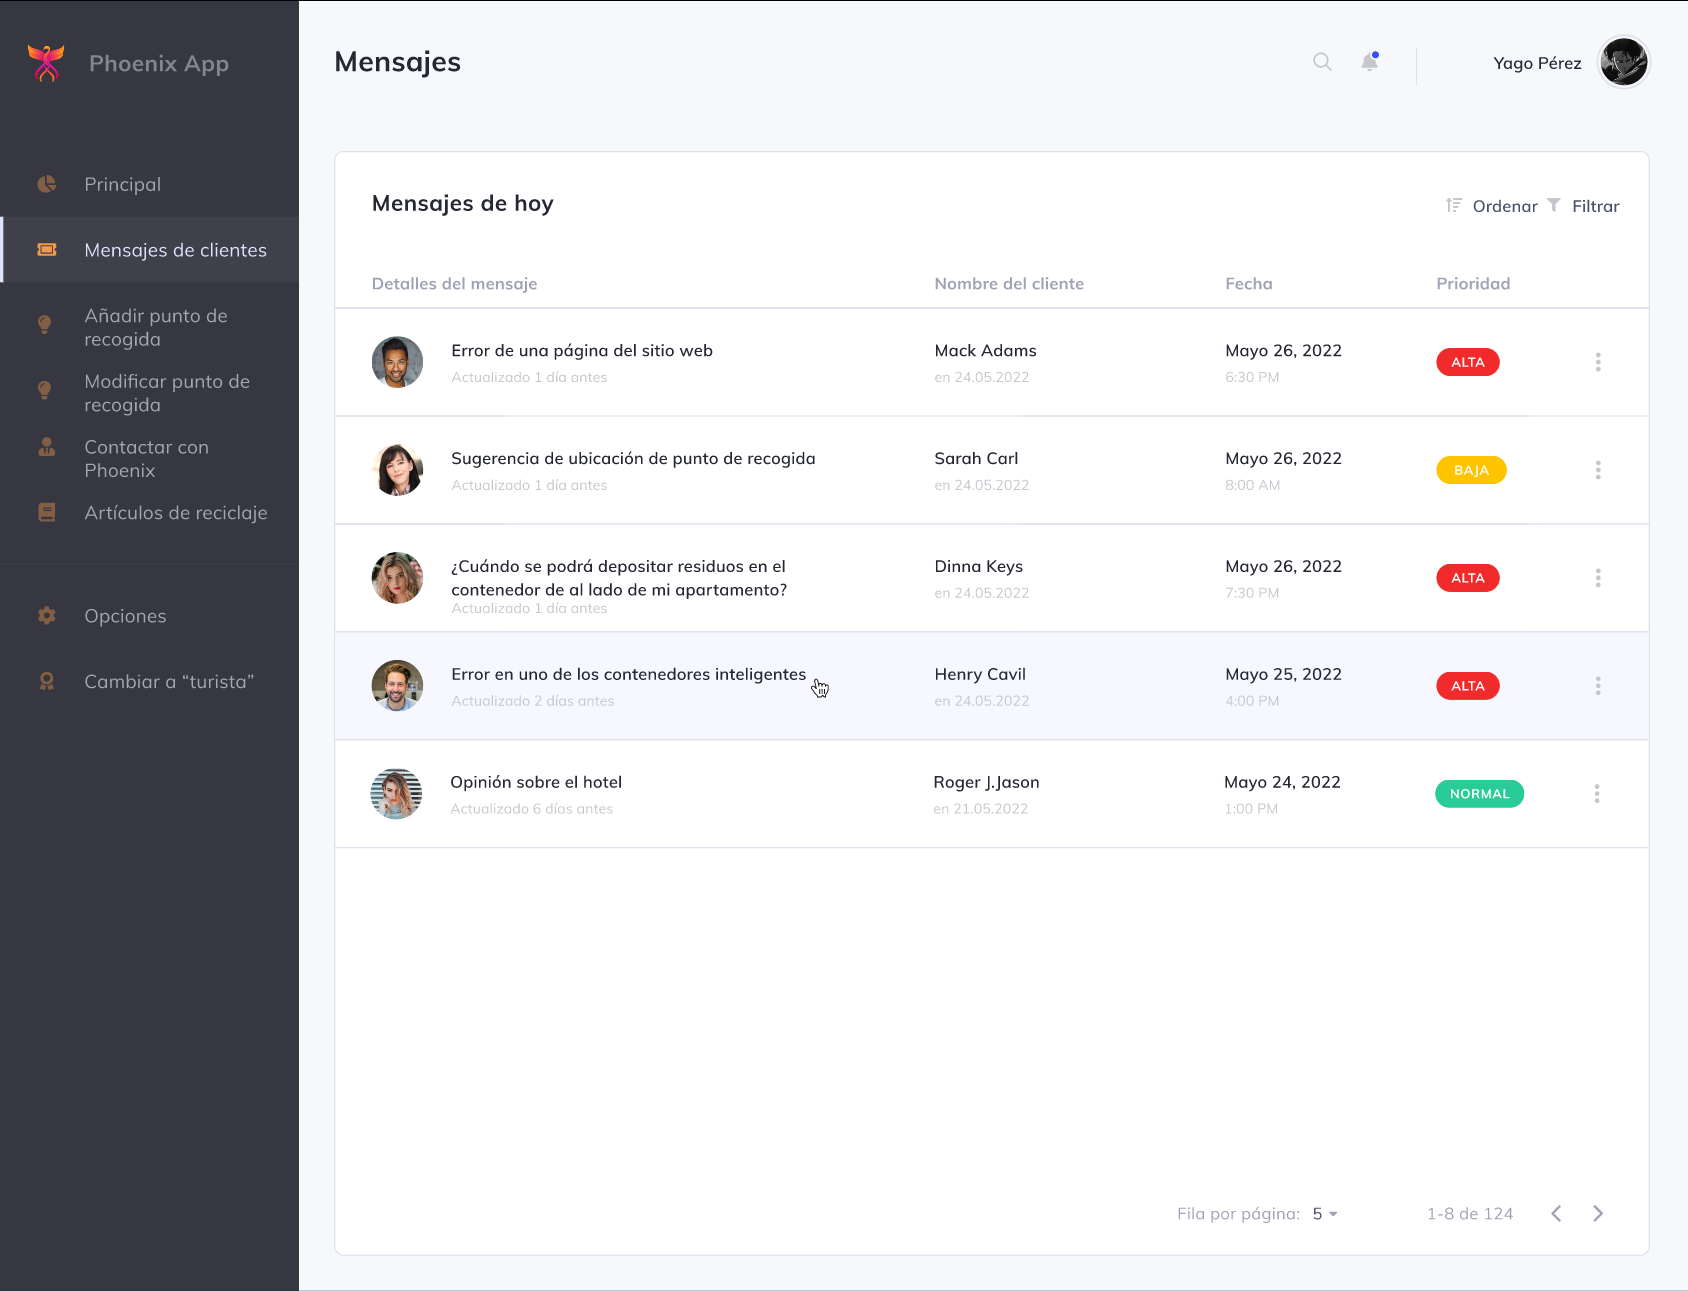 Phoenix App
Mensajes
Yago Pérez
Principal
Mensajes de clientes
Añadir punto de
recogida
Modificar punto de
recogida
Contactar con
Phoenix
Artículos de reciclaje
Opciones
Cambiar a “turista”
Mensajes de hoy
Ordenar
Filtrar
Detalles del mensaje
Nombre del cliente
Fecha
Prioridad
Error de una página del sitio web
Actualizado 1 día antes
Mack Adams
en 24.05.2022
Mayo 26, 2022
6:30 PM
ALTA
Sugerencia de ubicación de punto de recogida
Actualizado 1 día antes
Sarah Carl
en 24.05.2022
Mayo 26, 2022
8:00 AM
BAJA
¿Cuándo se podrá depositar residuos en el
contenedor de al lado de mi apartamento?
Actualizado 1 día antes
Dinna Keys
en 24.05.2022
Mayo 26, 2022
7:30 PM
ALTA
Error en uno de los contenedores inteligentes
Actualizado 2 días antes
Henry Cavil
en 24.05.2022
Mayo 25, 2022
4:00 PM
ALTA
Opinión sobre el hotel
Actualizado 6 días antes
Roger J.Jason
en 21.05.2022
Mayo 24, 2022
1:00 PM
NORMAL
Fila por página: 5
1-8 de 124